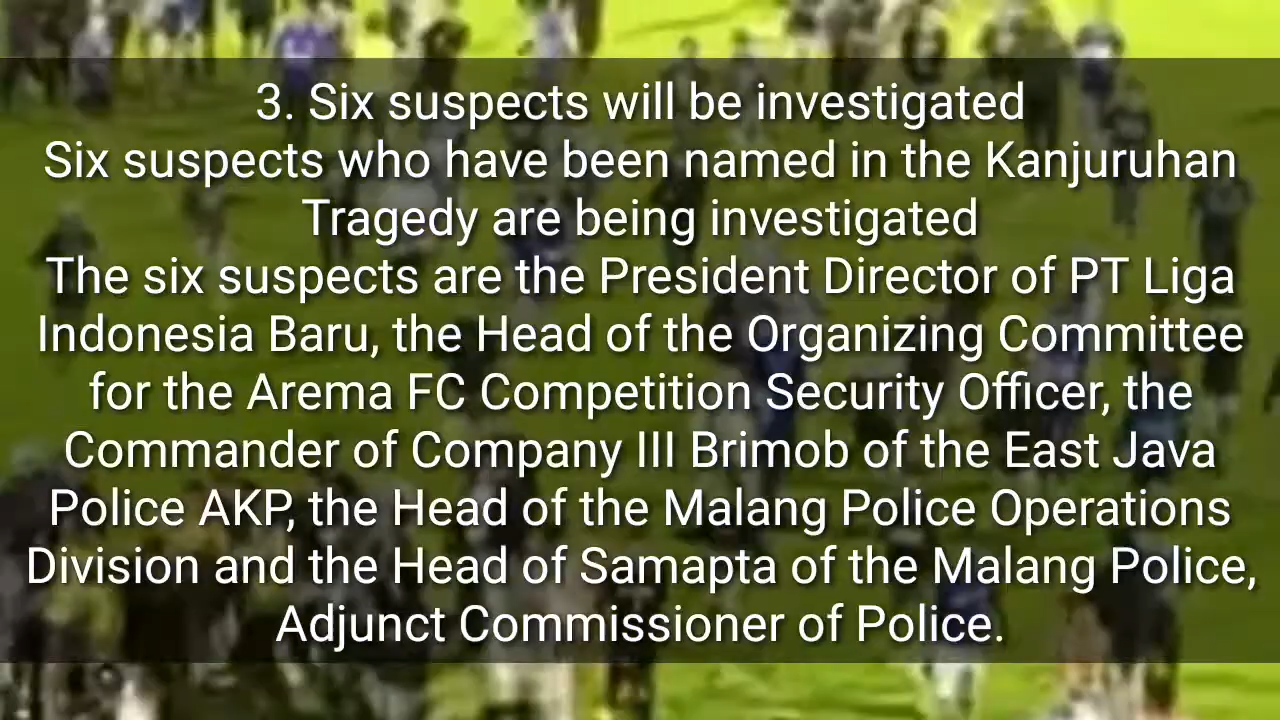 3. Six suspects will be investigated
Six suspects who have been named in the Kanjuruhan
Tragedy are being investigated
The six suspects are the President Director of PT Liga
Indonesia Baru, the Head of the Organizing Committee
for the Arema FC Competition Security Officer, the
Commander of Company III Brimob of the East Java
Police AKP, the Head of the Malang Police Operations
Division and the Head of Samapta of the Malang Police,
Adjunct Commissioner of Police.